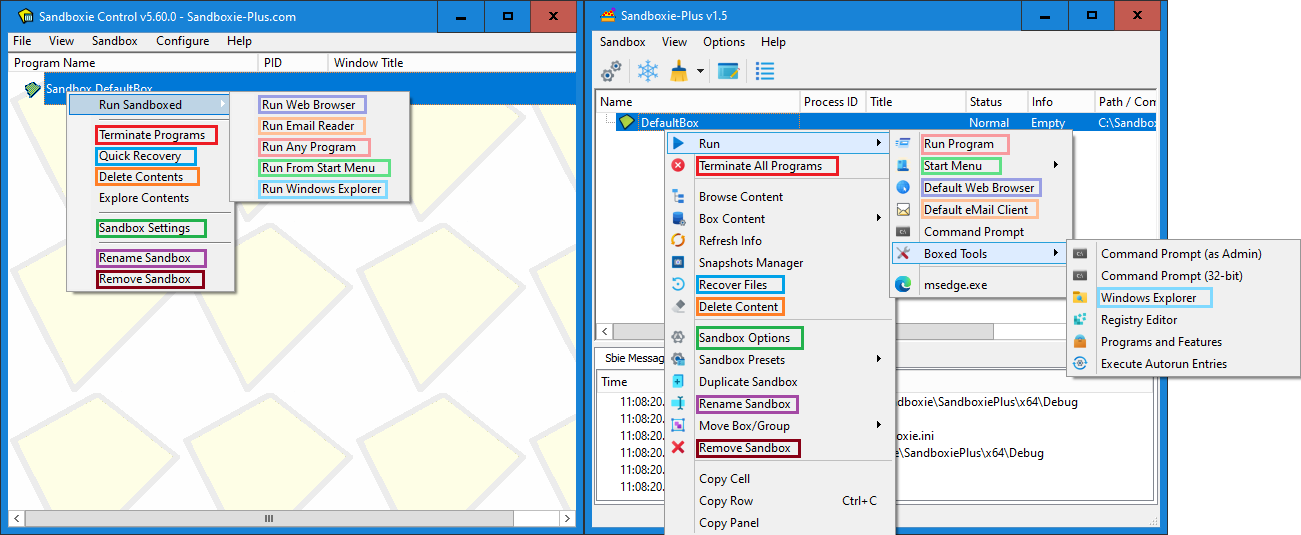 Sandboxie Control v5.60.0 - Sandboxie-Plus.com
File View Sandbox Configure Help
Program Name PID Window Title
Sandbox DefaultBox
Run Sandboxed
Terminate Programs
Quick Recovery
Delete Contents
Explore Contents
Sandbox Settings
Rename Sandbox
Remove Sandbox
Run Web Browser
Run Email Reader
Run Any Program
Run From Start Menu
Run Windows Explorer
Sandboxie-Plus v1.5
Sandbox View Options Help
Name Process ID Title Status Info Path / Com
DefaultBox Normal Empty C:\Sandbo
Run
Terminate All Programs
Browse Content
Box Content
Refresh Info
Snapshots Manager
Recover Files
Delete Content
Sandbox Options
Sandbox Presets
Duplicate Sandbox
Rename Sandbox
Move Box/Group
Remove Sandbox
Copy Cell
Copy Row Ctrl+C
Copy Panel
Run Program
Start Menu
Default Web Browser
Default eMail Client
Command Prompt
Boxed Tools
msedge.exe
Command Prompt (as Admin)
Command Prompt (32-bit)
Windows Explorer
Registry Editor
Programs and Features
Execute Autorun Entries
Sbie Messag
Time
11:08:20. ndboxie\SandboxiePlus\x64\Debug
11:08:20.
11:08:20. oxie.ini
11:08:20. e\SandboxiePlus\x64\Debug
11:08:20.
11:08:20.